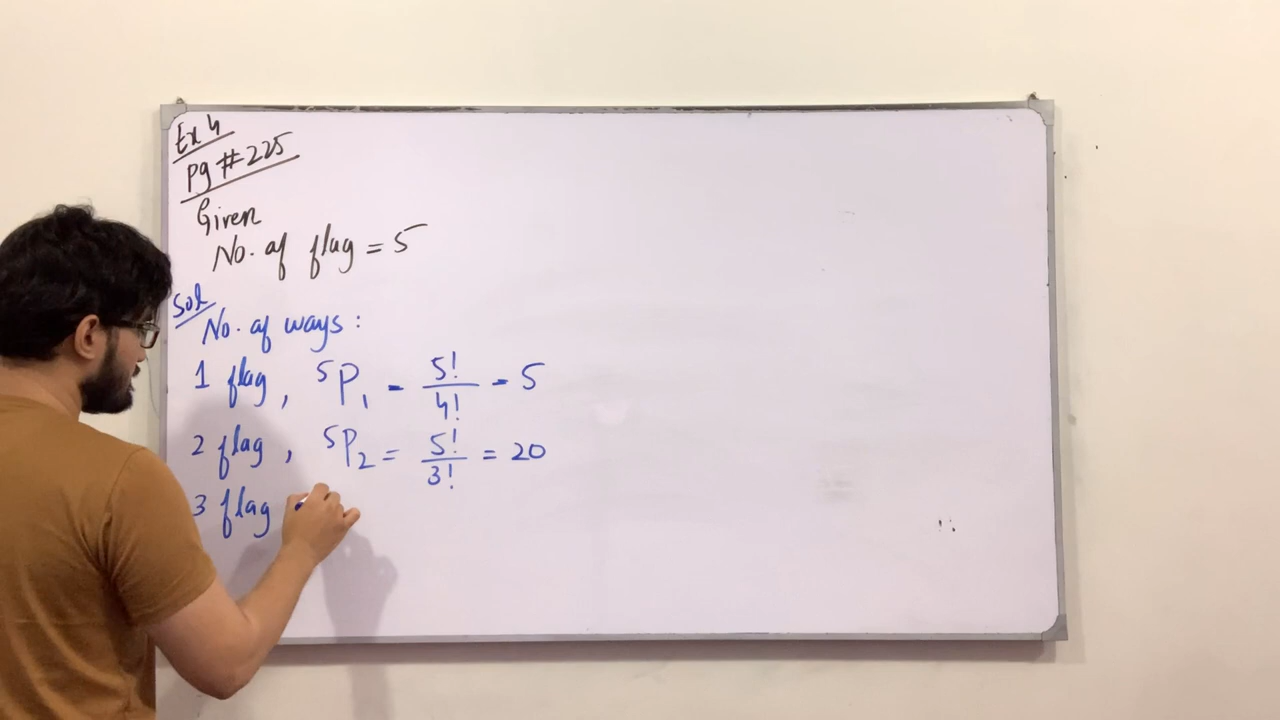 Ex 4
Pg # 225
Given
No. of flag = 5
Sol
No. of ways :
1 flag , ⁵P₁ - 5!/4! - 5
2 flag , ⁵P₂ = 5!/3! = 20
3 flag